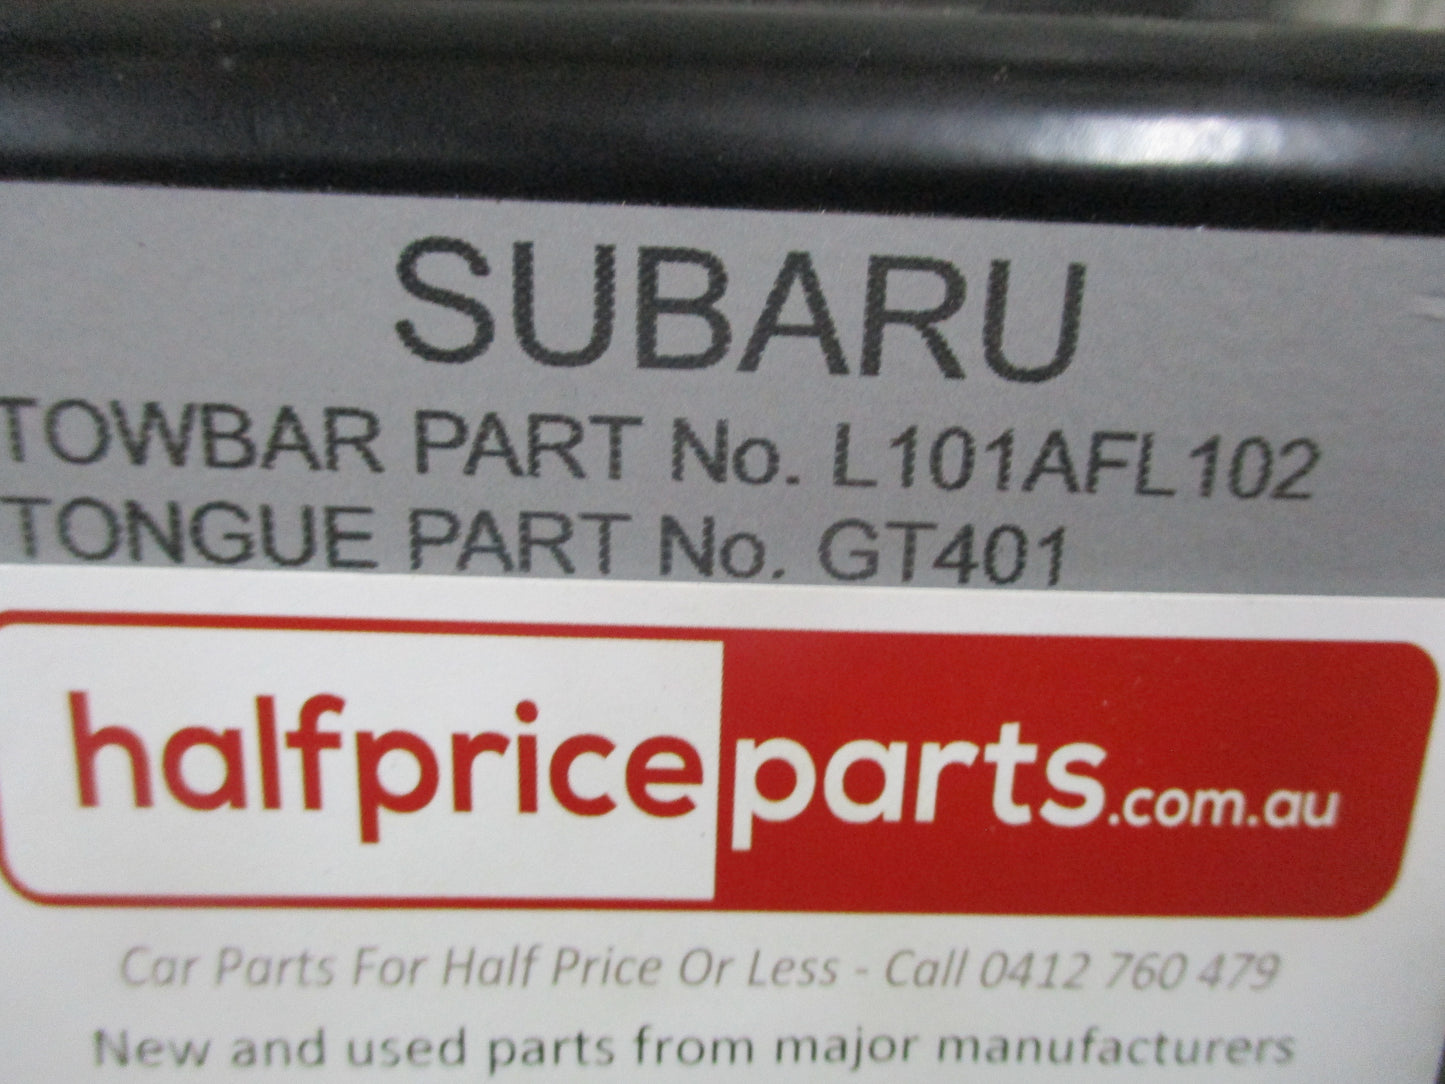 SUBARU
TOWBAR PART No. L101AFL102
TONGUE PART No. GT401
halfpriceparts.com.au
Car Parts For Half Price Or Less - Call 0412 760 479
New and used parts from major manufacturers